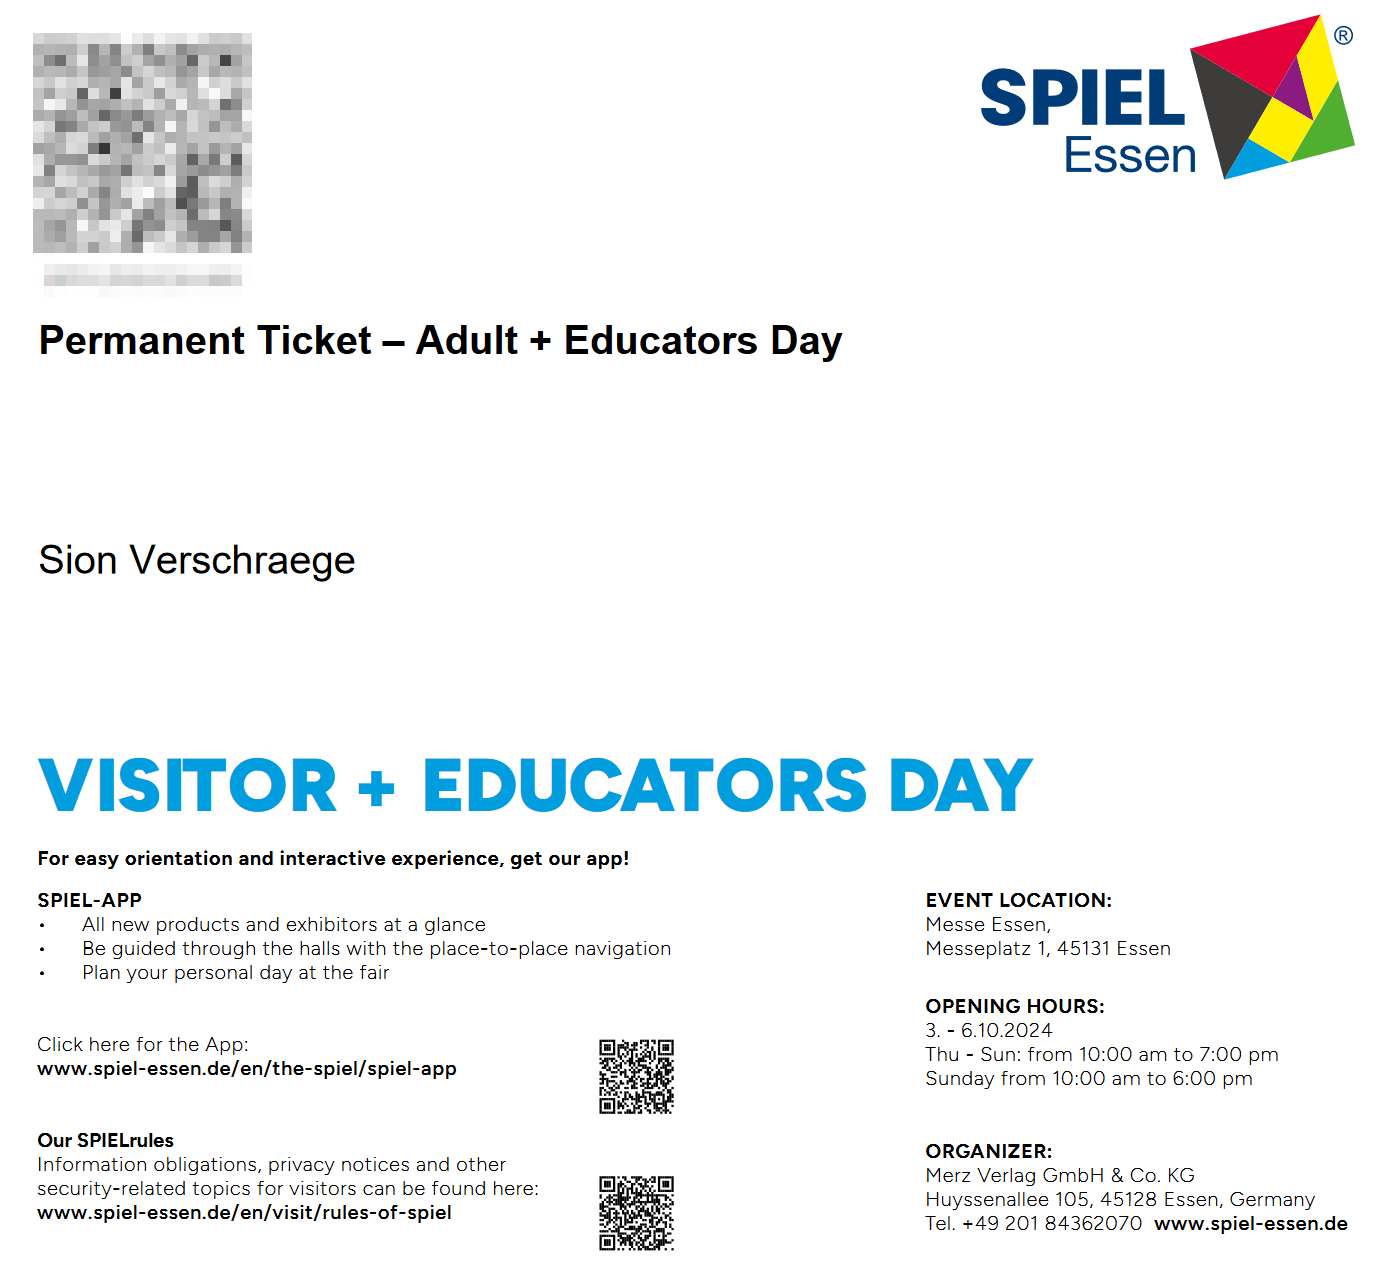 SPIEL
Essen
®
Permanent Ticket – Adult + Educators Day
Sion Verschraege
VISITOR + EDUCATORS DAY
For easy orientation and interactive experience, get our app!
SPIEL-APP
• All new products and exhibitors at a glance
• Be guided through the halls with the place-to-place navigation
• Plan your personal day at the fair
Click here for the App:
www.spiel-essen.de/en/the-spiel/spiel-app
Our SPIELrules
Information obligations, privacy notices and other
security-related topics for visitors can be found here:
www.spiel-essen.de/en/visit/rules-of-spiel
EVENT LOCATION:
Messe Essen,
Messeplatz 1, 45131 Essen
OPENING HOURS:
3. - 6.10.2024
Thu - Sun: from 10:00 am to 7:00 pm
Sunday from 10:00 am to 6:00 pm
ORGANIZER:
Merz Verlag GmbH & Co. KG
Huyssenallee 105, 45128 Essen, Germany
Tel. +49 201 84362070 www.spiel-essen.de